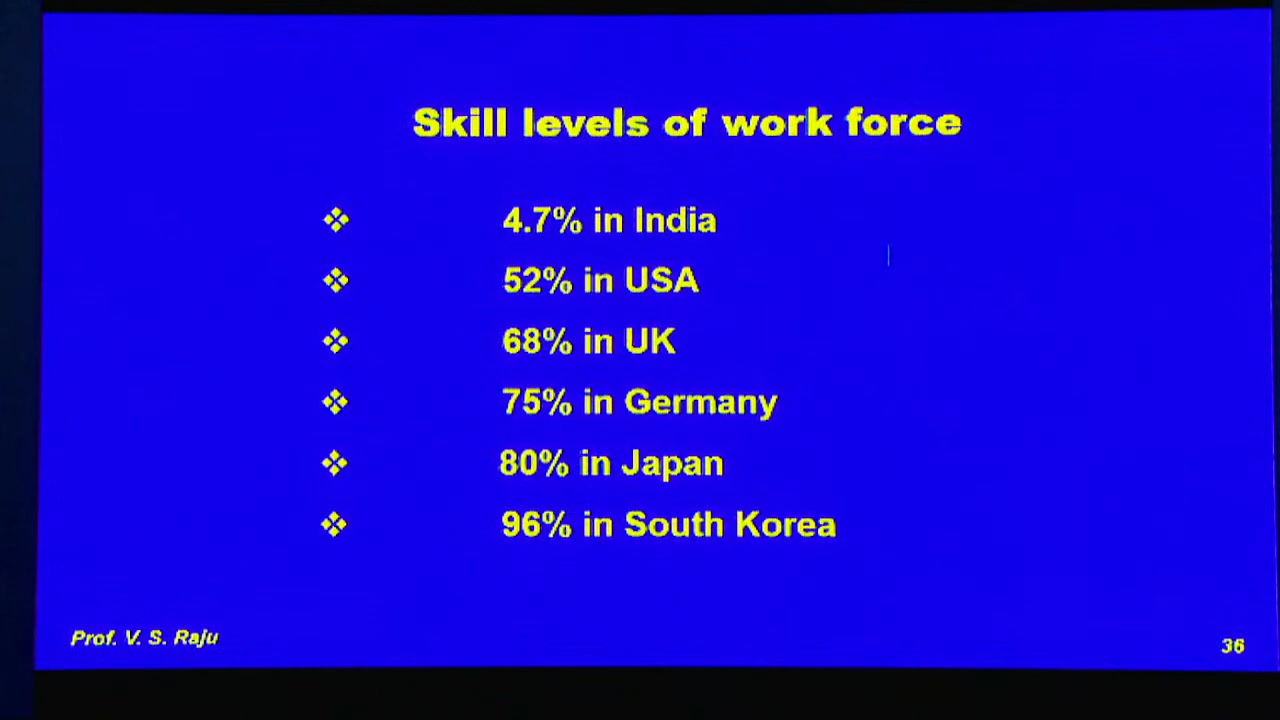 Skill levels of work force
❖ 4.7% in India
❖ 52% in USA
❖ 68% in UK
❖ 75% in Germany
❖ 80% in Japan
❖ 96% in South Korea
Prof. V. S. Raju
36